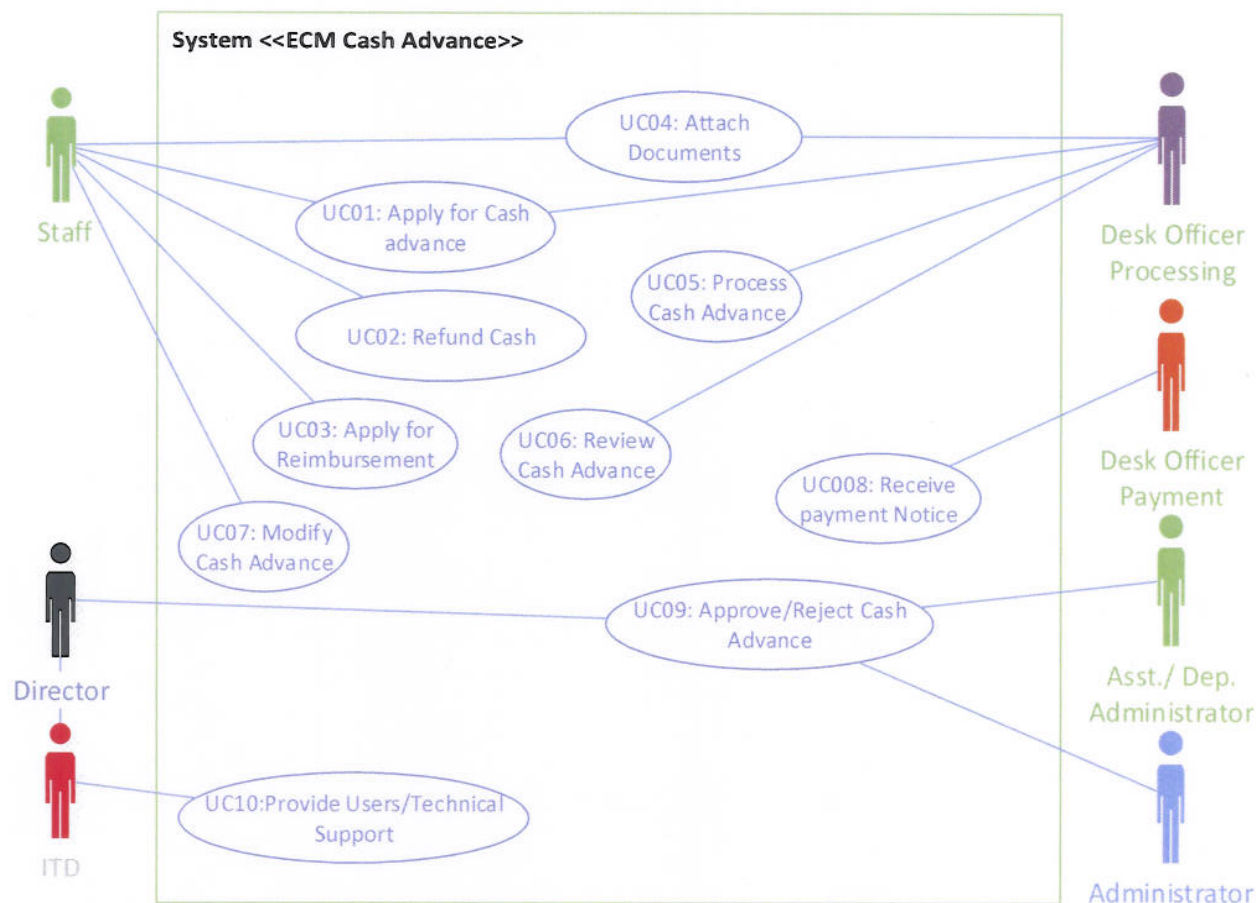 System <<ECM Cash Advance>>
UC04: Attach
Documents
Staff
UC01: Apply for Cash
advance
Desk Officer
Processing
UC05: Process
Cash Advance
UC02: Refund Cash
UC03: Apply for
Reimbursement
UC06: Review
Cash Advance
Desk Officer
Payment
UC008: Receive
payment Notice
UC07: Modify
Cash Advance
UC09: Approve/Reject Cash
Advance
Director
Asst./ Dep.
Administrator
UC10:Provide Users/Technical
Support
ITD
Administrator